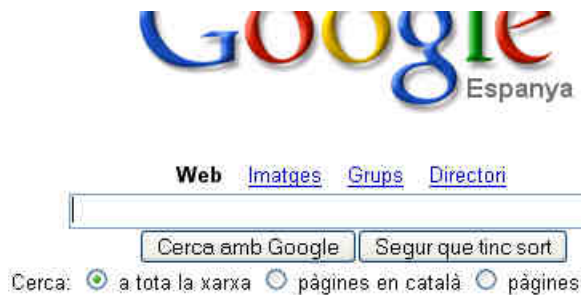 Google
Espanya
Web Imatges Grups Directori
Cerca amb Google Segur que tinc sort
Cerca: a tota la xarxa pàgines en català pàgines